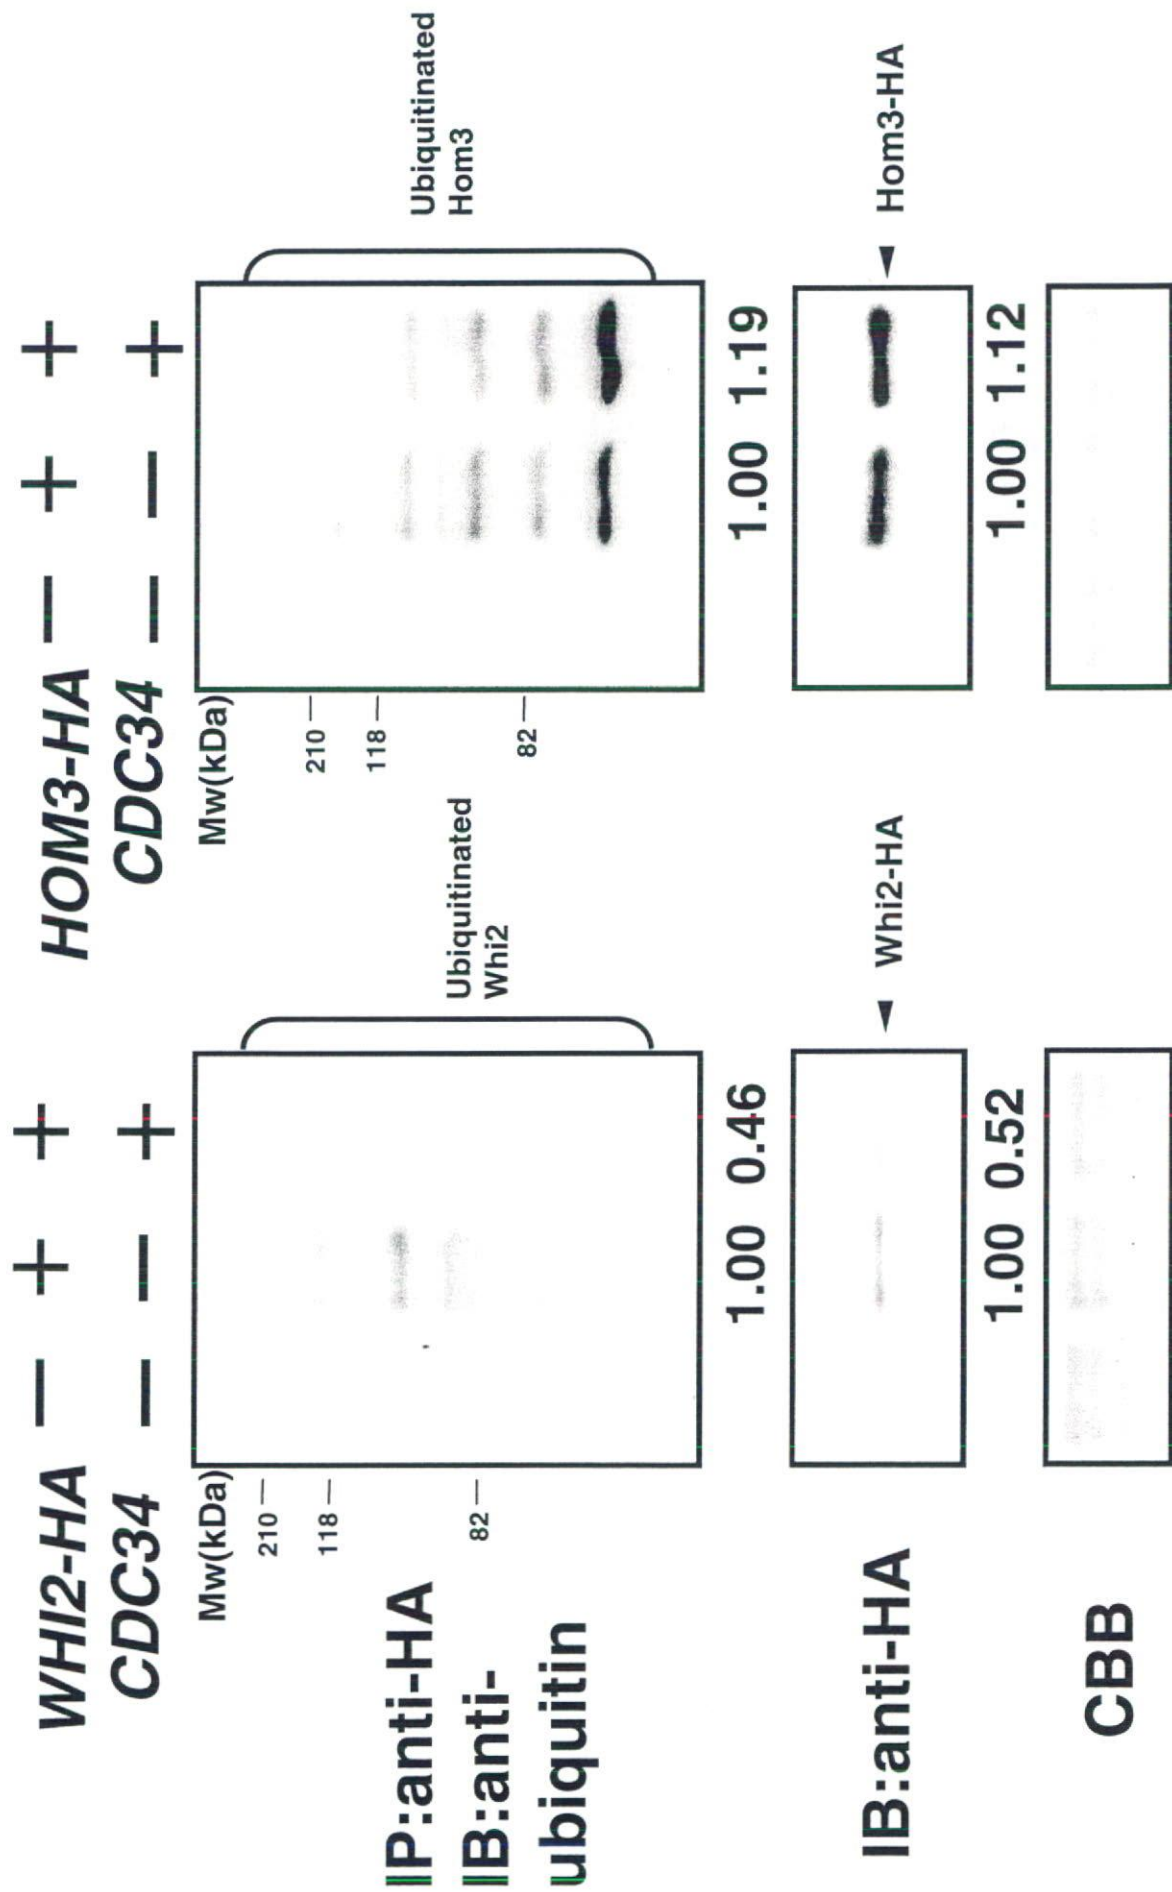 WHI2-HA − + +
CDC34 − − +
Mw(kDa)
210
118
82
Ubiquitinated
Whi2
IP:anti-HA
IB:anti-
ubiquitin
1.00 0.46
IB:anti-HA
Whi2-HA
1.00 0.52
CBB
HOM3-HA − + +
CDC34 − − +
Mw(kDa)
210
118
82
Ubiquitinated
Hom3
1.00 1.19
Hom3-HA
1.00 1.12